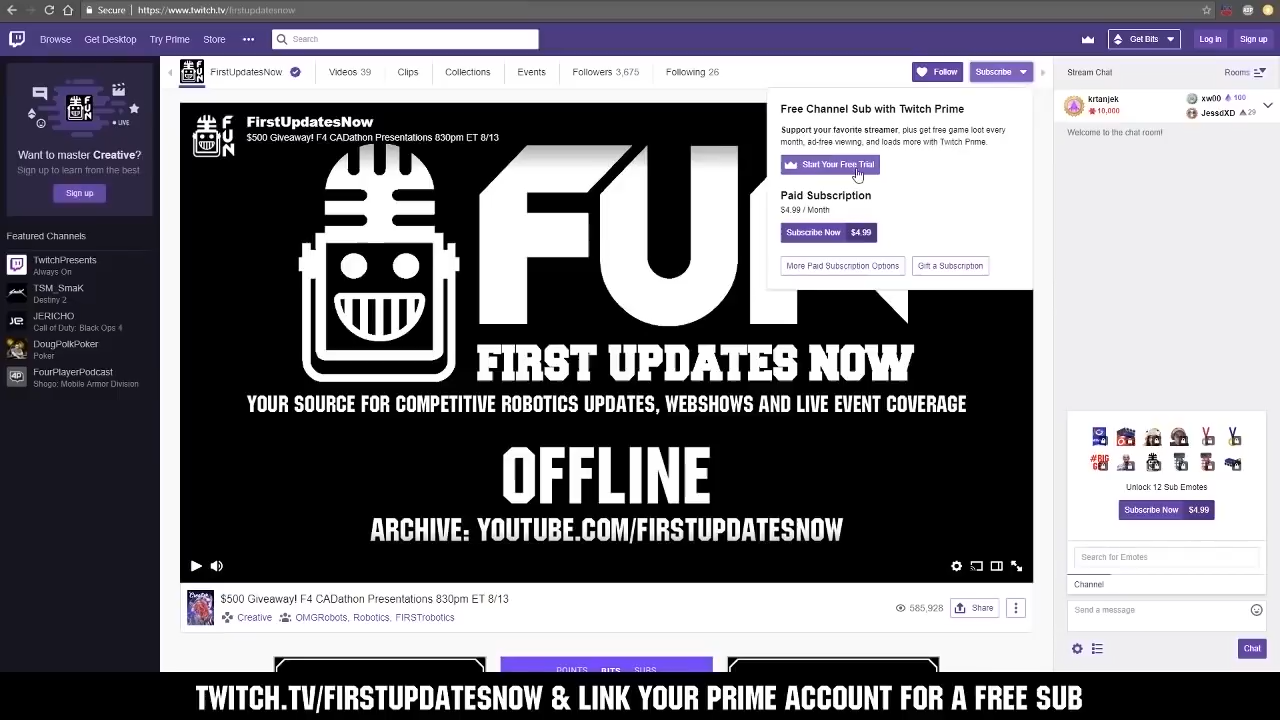 Secure | https://www.twitch.tv/firstupdatesnow
Browse Get Desktop Try Prime Store ••• Search Get Bits Log in Sign up
FirstUpdatesNow Videos 39 Clips Collections Events Followers 3,675 Following 26 Follow Subscribe
Stream Chat Rooms
FUN
LIVE
Want to master Creative?
Sign up to learn from the best
Sign up
Featured Channels
TwitchPresents
Always On
TSM_SmaK
Destiny 2
JERICHO
Call of Duty: Black Ops 4
DougPolkPoker
Poker
FourPlayerPodcast
Shogo: Mobile Armor Division
FUN
FirstUpdatesNow
$500 Giveaway! F4 CADathon Presentations 830pm ET 8/13
FUN
FIRST UPDATES NOW
YOUR SOURCE FOR COMPETITIVE ROBOTICS UPDATES, WEBSHOWS AND LIVE EVENT COVERAGE
OFFLINE
ARCHIVE: YOUTUBE.COM/FIRSTUPDATESNOW
Free Channel Sub with Twitch Prime
Support your favorite streamer, plus get free game loot every
month, ad-free viewing, and loads more with Twitch Prime.
Start Your Free Trial
Paid Subscription
$4.99 / Month
Subscribe Now $4.99
More Paid Subscription Options Gift a Subscription
$500 Giveaway! F4 CADathon Presentations 830pm ET 8/13
Creative OMGRobots, Robotics, FIRSTrobotics
585,928 Share
POINTS BITS SUBS
krtanjek
10,000
xw00 100
JessdXD 29
Welcome to the chat room!
Unlock 12 Sub Emotes
Subscribe Now $4.99
Search for Emotes
Channel
Send a message
Chat
TWITCH.TV/FIRSTUPDATESNOW & LINK YOUR PRIME ACCOUNT FOR A FREE SUB